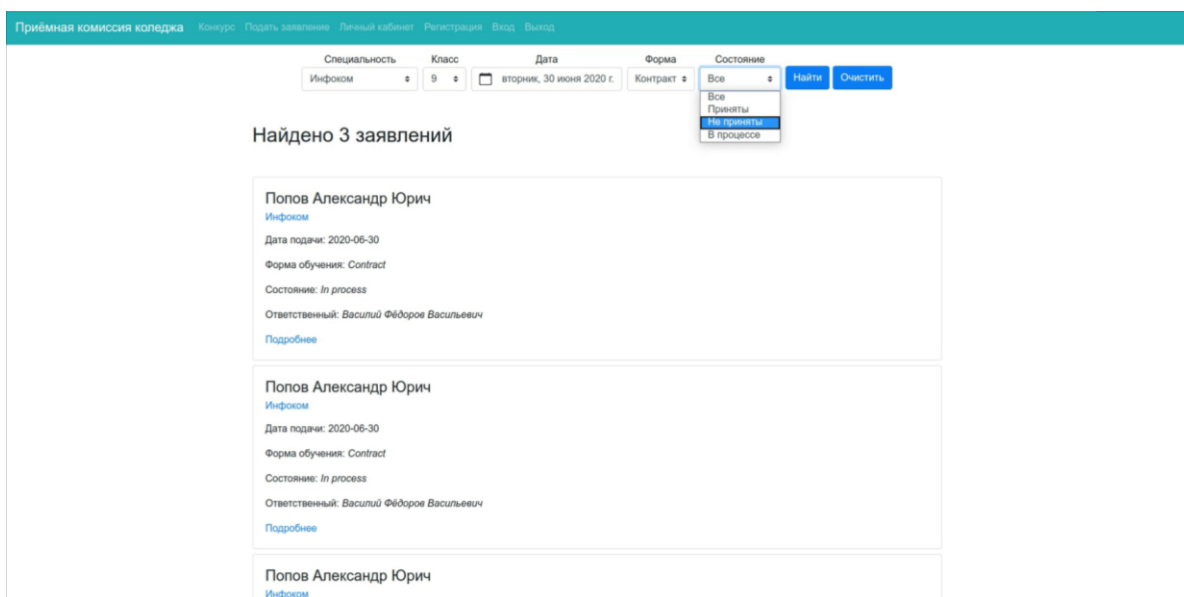 Приёмная комиссия коледжа Конкурс Подать заявление Личный кабинет Регистрация Вход Выход
Специальность Класс Дата Форма Состояние
Инфоком 9 вторник, 30 июня 2020 г. Контракт Все Найти Очистить
Все
Приняты
Не приняты
В процессе
Найдено 3 заявлений
Попов Александр Юрич
Инфоком
Дата подачи: 2020-06-30
Форма обучения: Contract
Состояние: In process
Ответственный: Василий Фёдоров Васильевич
Подробнее
Попов Александр Юрич
Инфоком
Дата подачи: 2020-06-30
Форма обучения: Contract
Состояние: In process
Ответственный: Василий Фёдоров Васильевич
Подробнее
Попов Александр Юрич
Инфоком